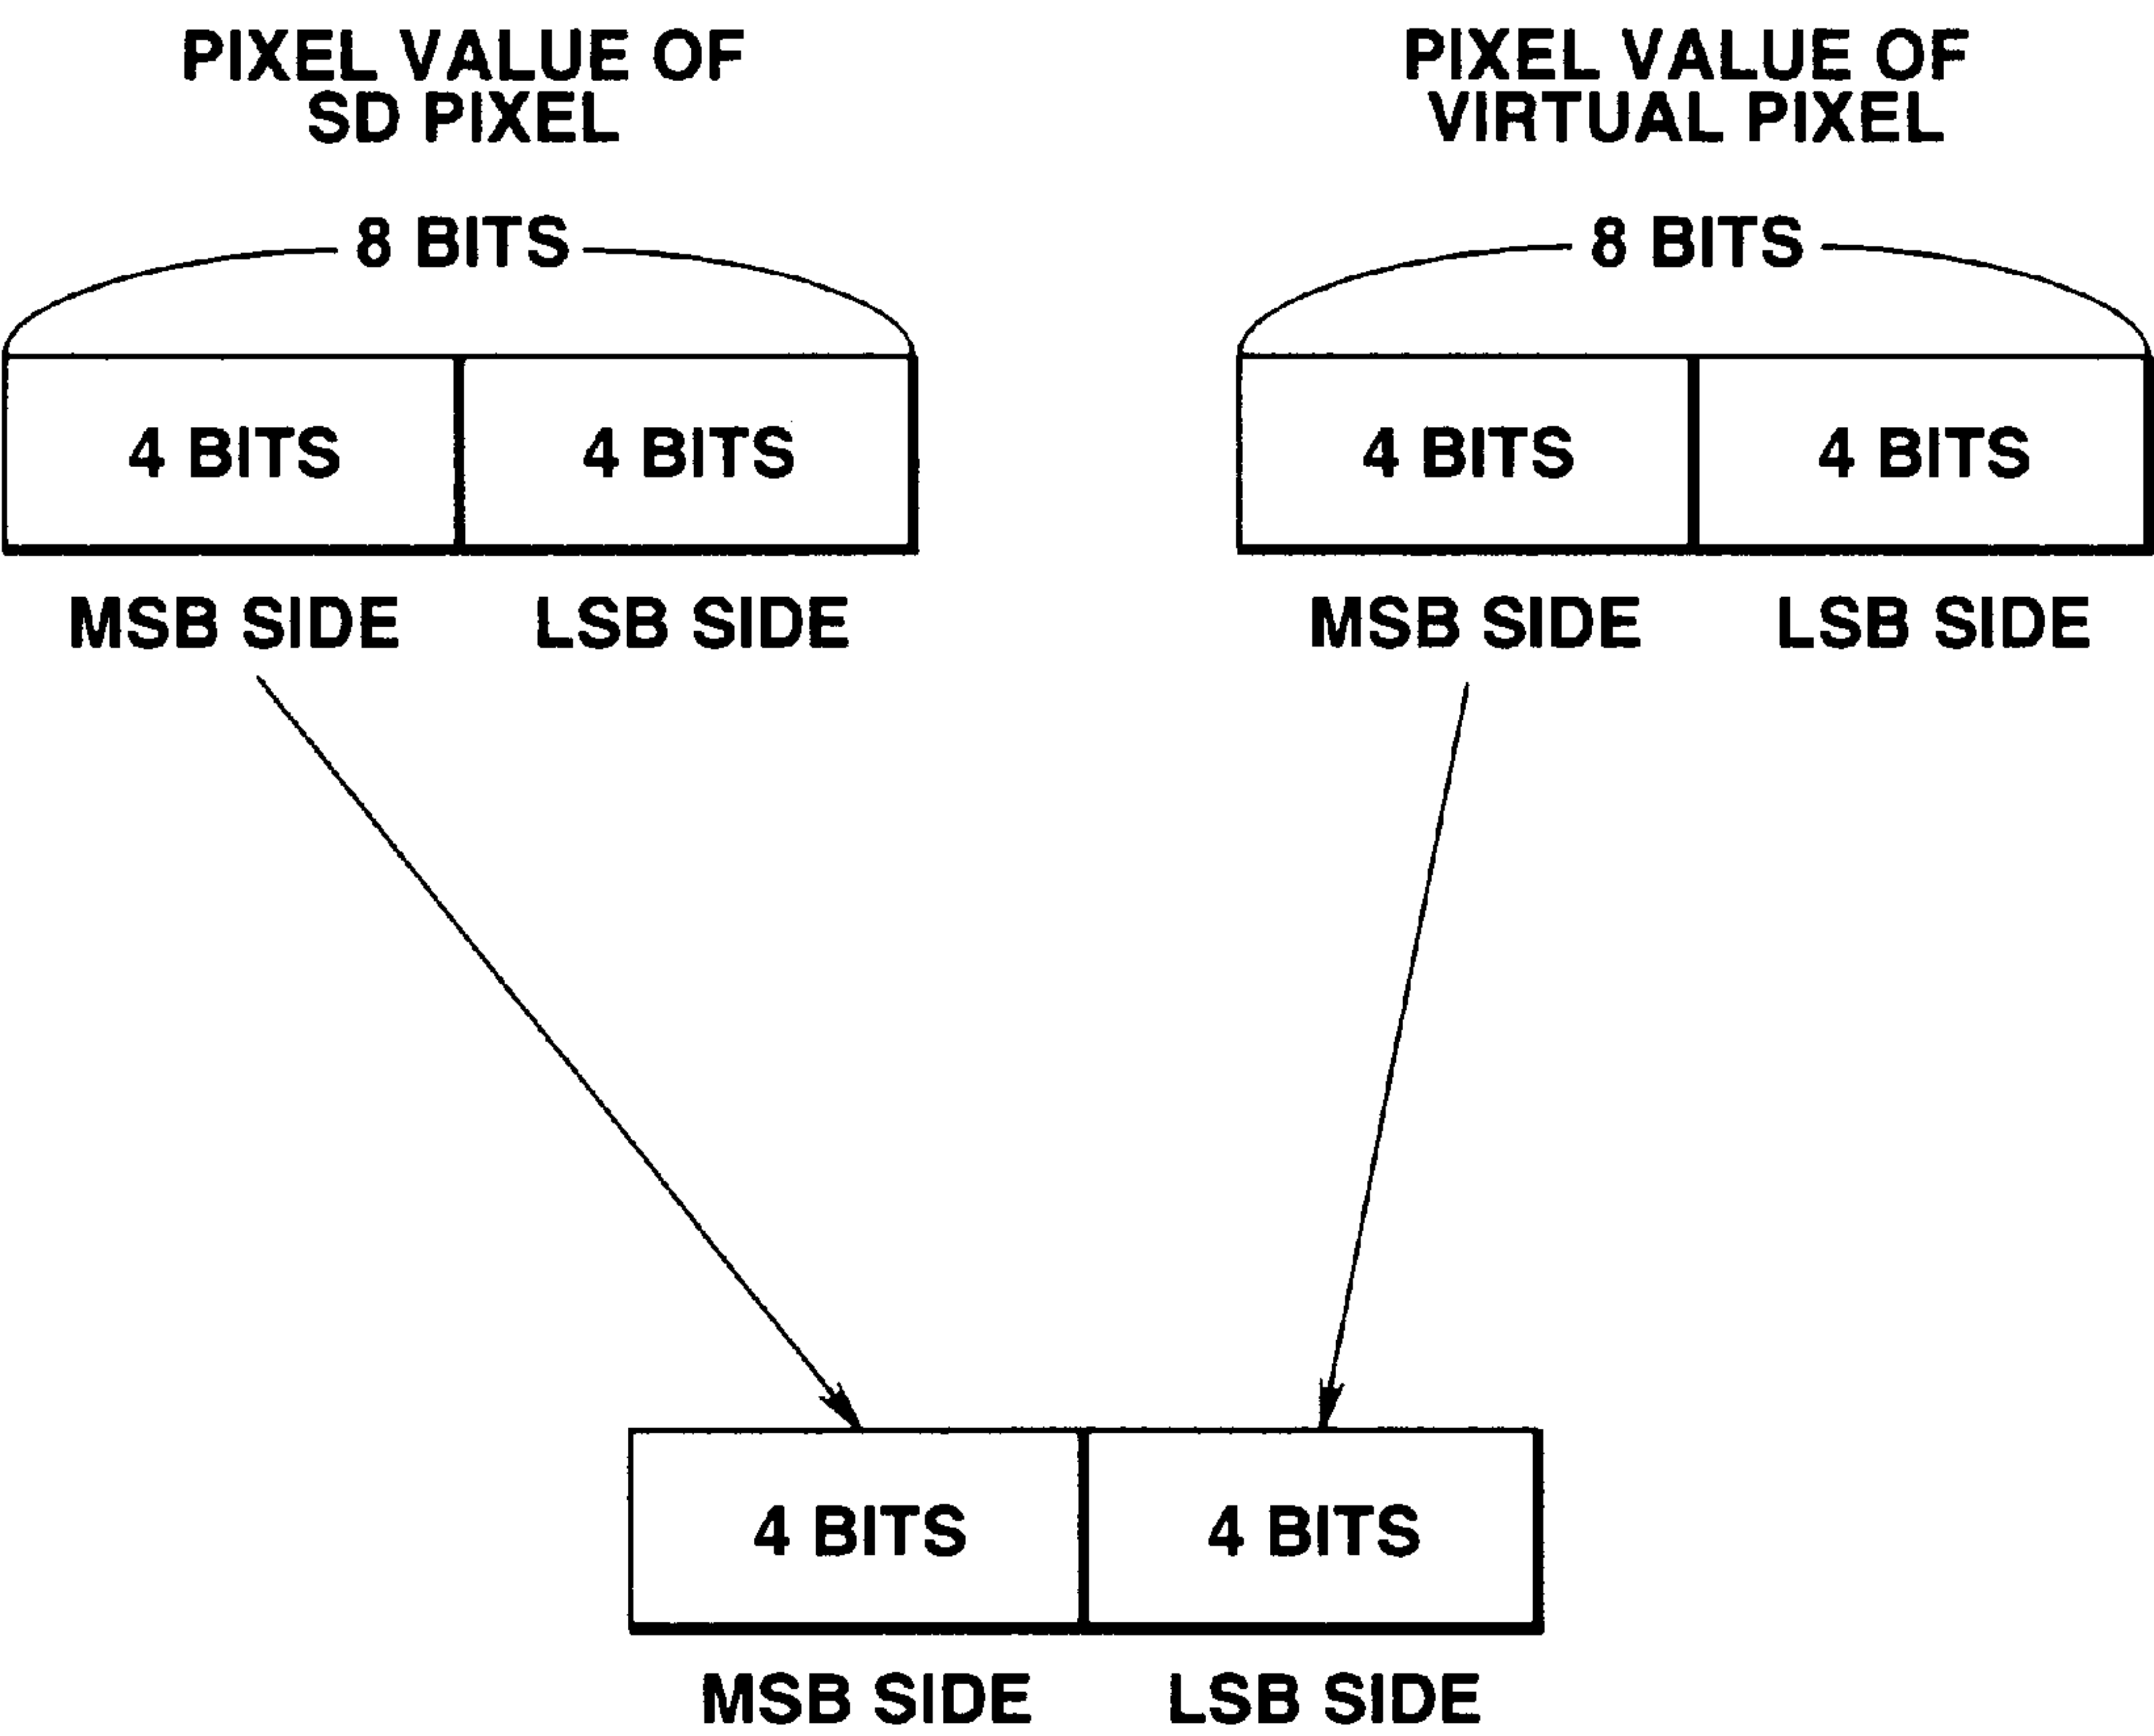 PIXEL VALUE OF
SD PIXEL
PIXEL VALUE OF
VIRTUAL PIXEL
8 BITS
8 BITS
4 BITS
4 BITS
4 BITS
4 BITS
MSB SIDE
LSB SIDE
MSB SIDE
LSB SIDE
4 BITS
4 BITS
MSB SIDE
LSB SIDE